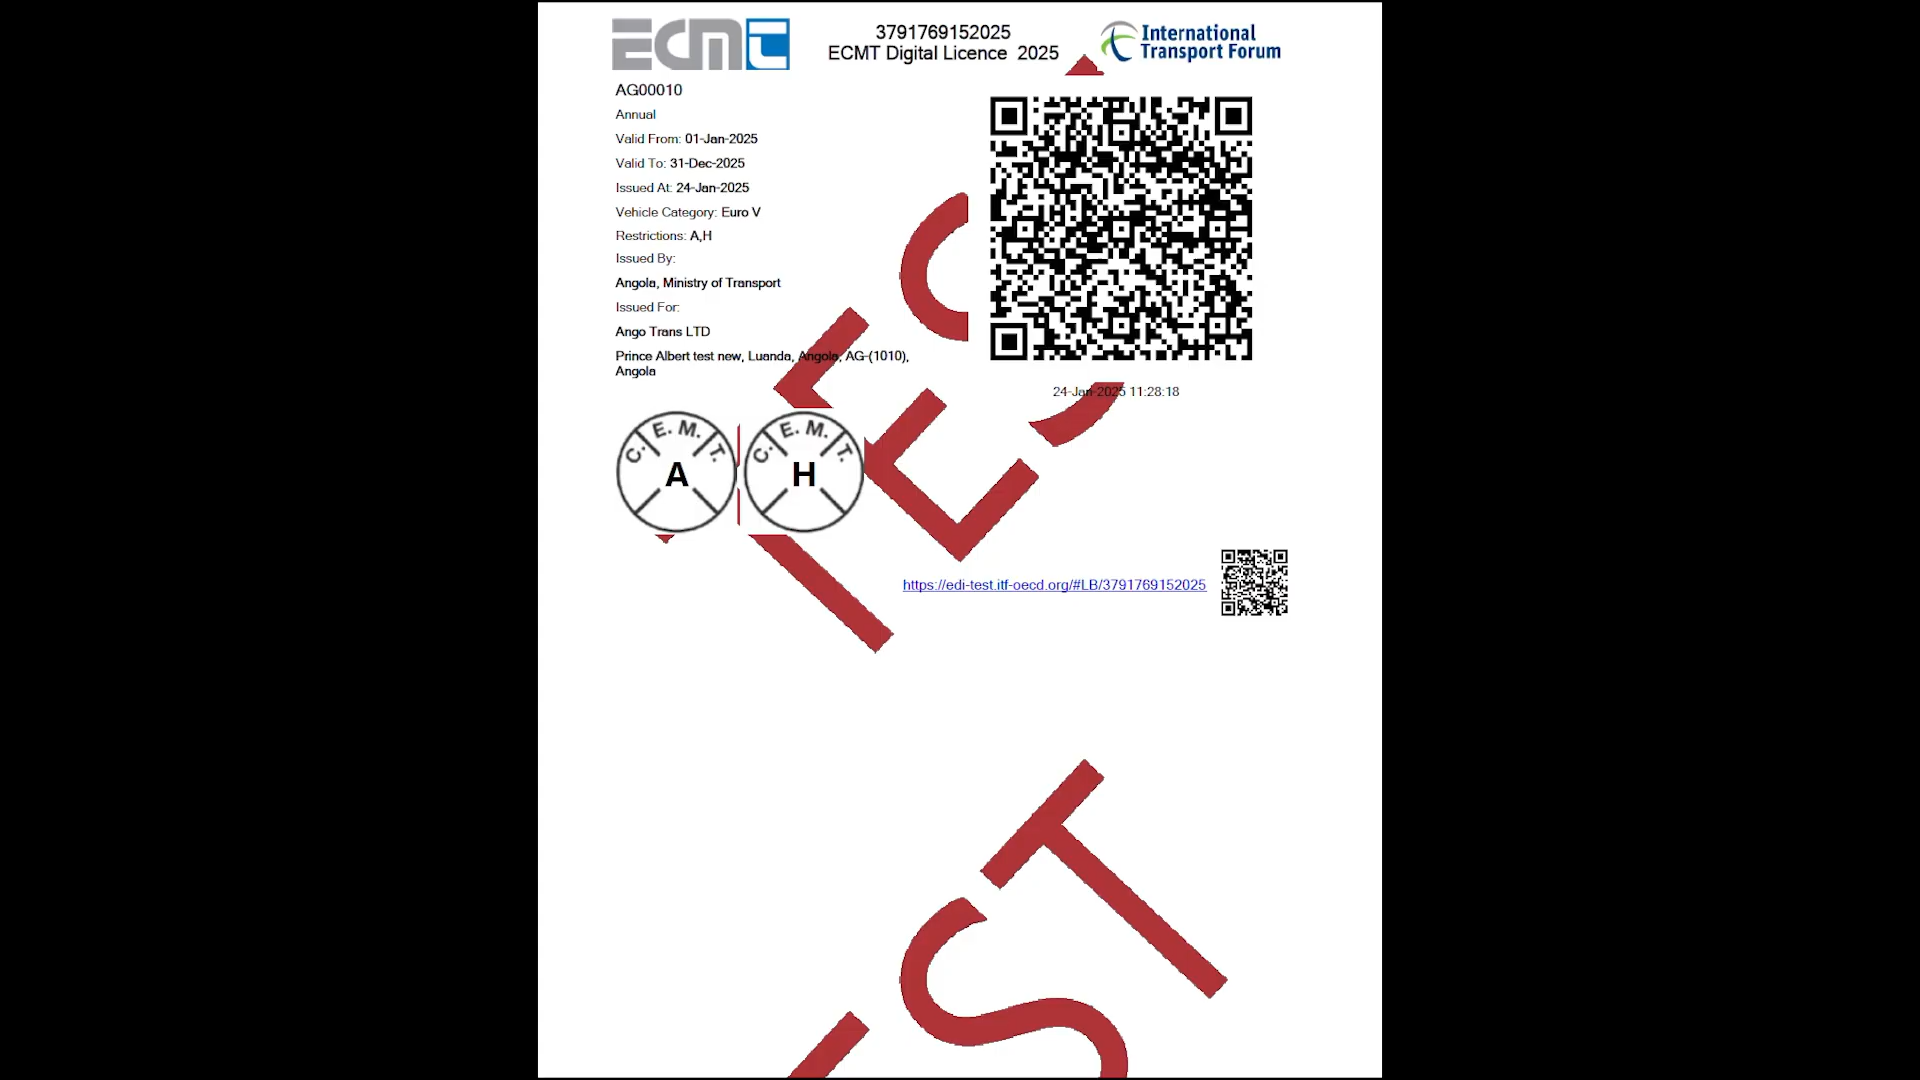 ECMT
3791769152025
ECMT Digital Licence 2025
International
Transport Forum
AG00010
Annual
Valid From: 01-Jan-2025
Valid To: 31-Dec-2025
Issued At: 24-Jan-2025
Vehicle Category: Euro V
Restrictions: A,H
Issued By:
Angola, Ministry of Transport
Issued For:
Ango Trans LTD
Prince Albert test new, Luanda, Angola, AG-(1010),
Angola
24-Jan-2025 11:28:18
C. E. M. T.
A
C. E. M. T.
H
https://edi-test.itf-oecd.org/#LB/3791769152025
TEST
TEST